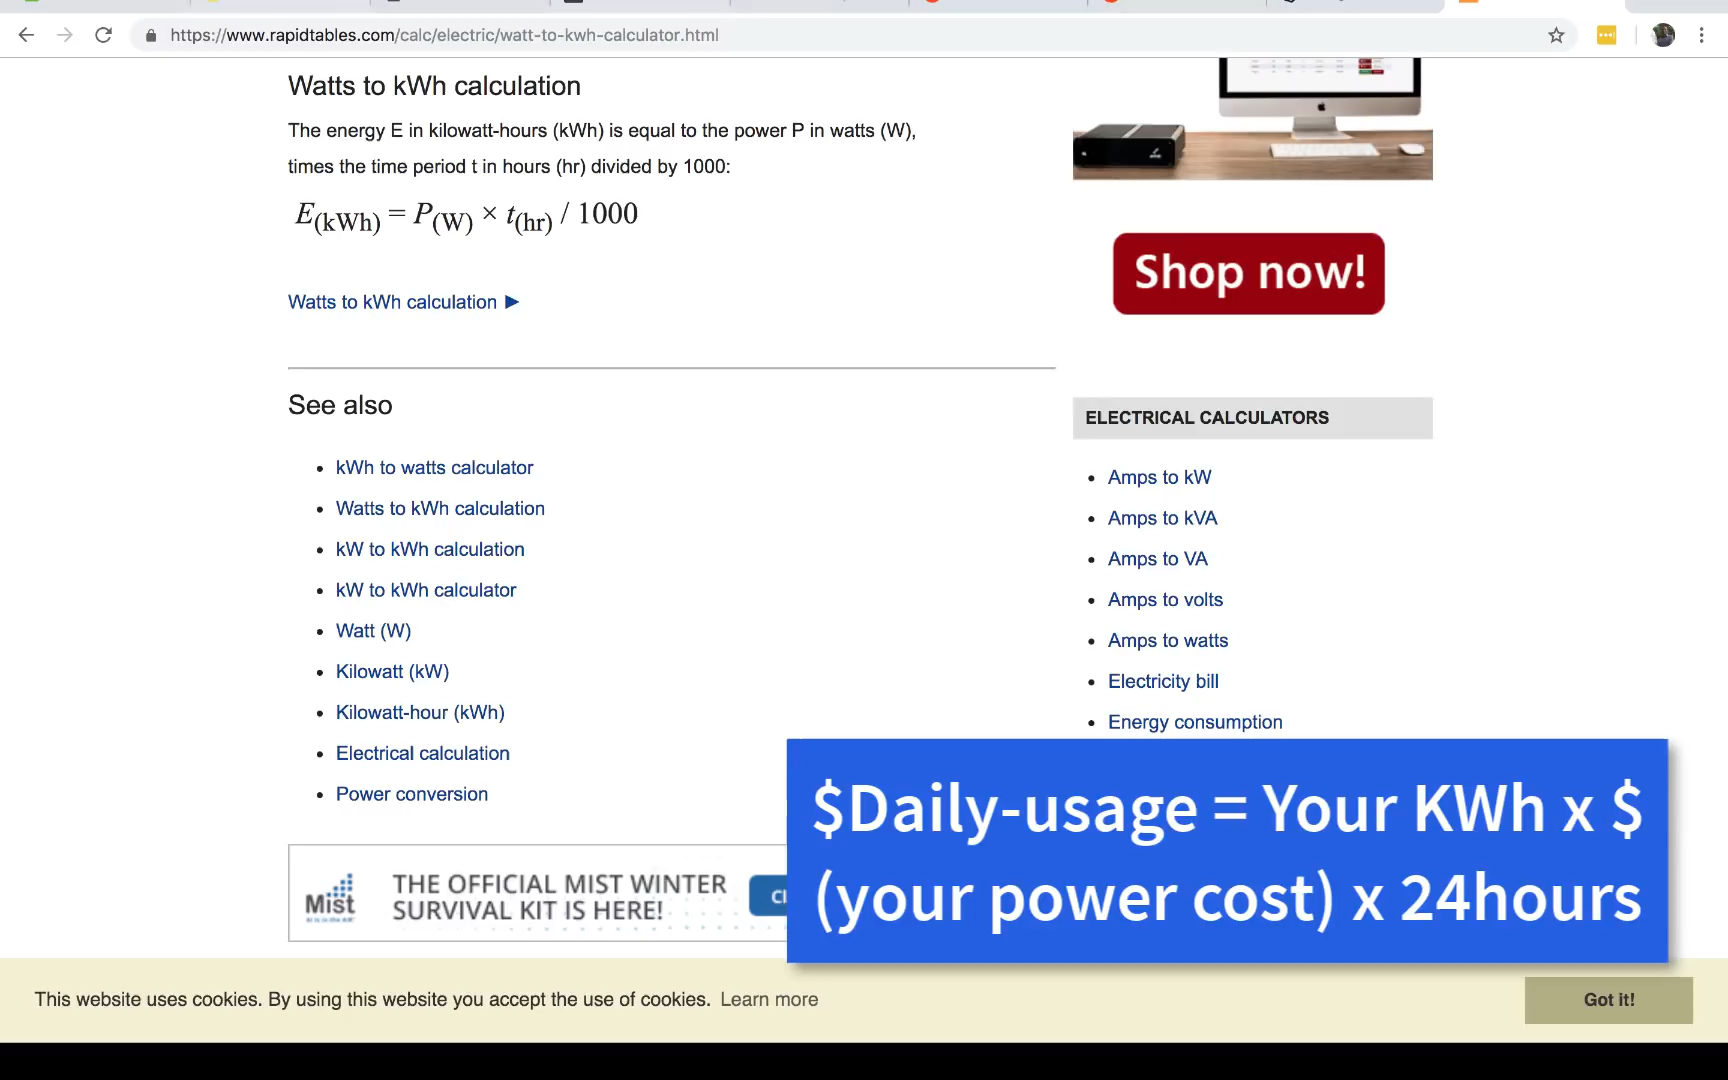 https://www.rapidtables.com/calc/electric/watt-to-kwh-calculator.html
Watts to kWh calculation
The energy E in kilowatt-hours (kWh) is equal to the power P in watts (W),
times the time period t in hours (hr) divided by 1000:
E(kWh) = P(W) × t(hr) / 1000
Watts to kWh calculation ►
See also
• kWh to watts calculator
• Watts to kWh calculation
• kW to kWh calculation
• kW to kWh calculator
• Watt (W)
• Kilowatt (kW)
• Kilowatt-hour (kWh)
• Electrical calculation
• Power conversion
Shop now!
ELECTRICAL CALCULATORS
• Amps to kW
• Amps to kVA
• Amps to VA
• Amps to volts
• Amps to watts
• Electricity bill
• Energy consumption
Mist
THE OFFICIAL MIST WINTER
SURVIVAL KIT IS HERE!
$Daily-usage = Your KWh x $
(your power cost) x 24hours
This website uses cookies. By using this website you accept the use of cookies. Learn more
Got it!